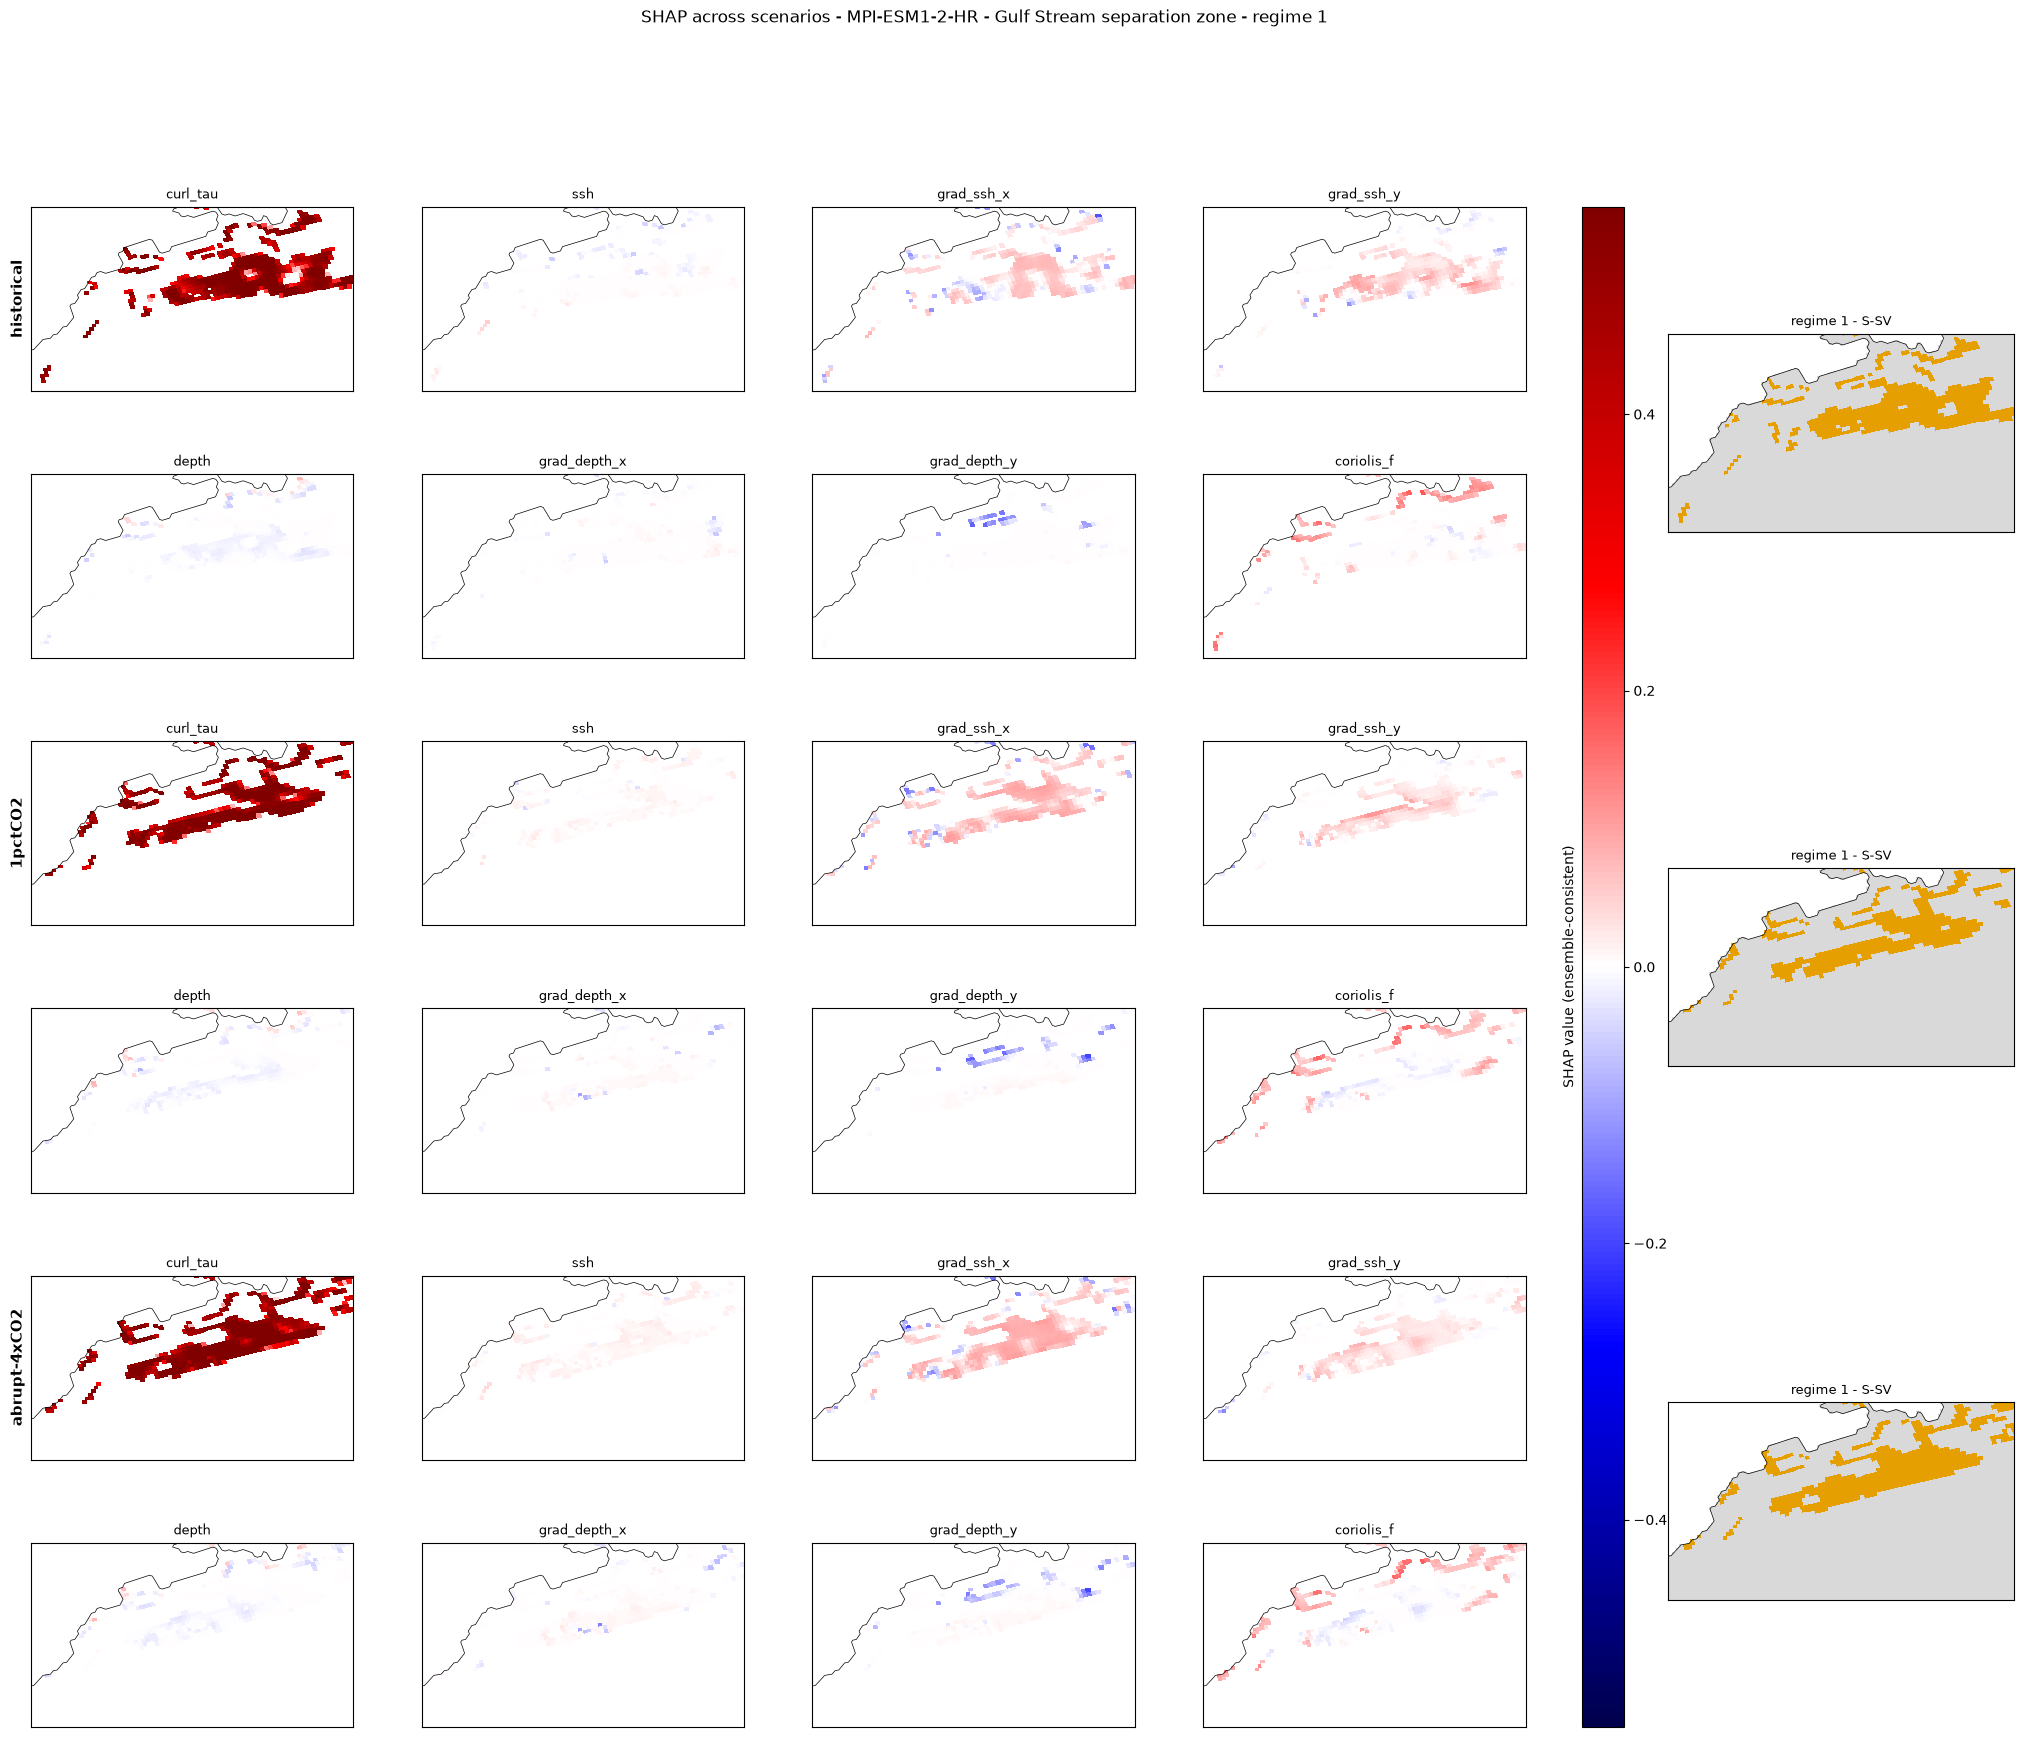 SHAP across scenarios - MPI-ESM1-2-HR - Gulf Stream separation zone - regime 1
curl_tau
ssh
grad_ssh_x
grad_ssh_y
historical
regime 1 - S-SV
depth
grad_depth_x
grad_depth_y
coriolis_f
curl_tau
ssh
grad_ssh_x
grad_ssh_y
1pctCO2
regime 1 - S-SV
depth
grad_depth_x
grad_depth_y
coriolis_f
curl_tau
ssh
grad_ssh_x
grad_ssh_y
abrupt-4xCO2
regime 1 - S-SV
depth
grad_depth_x
grad_depth_y
coriolis_f
SHAP value (ensemble-consistent)
0.4
0.2
0.0
−0.2
−0.4